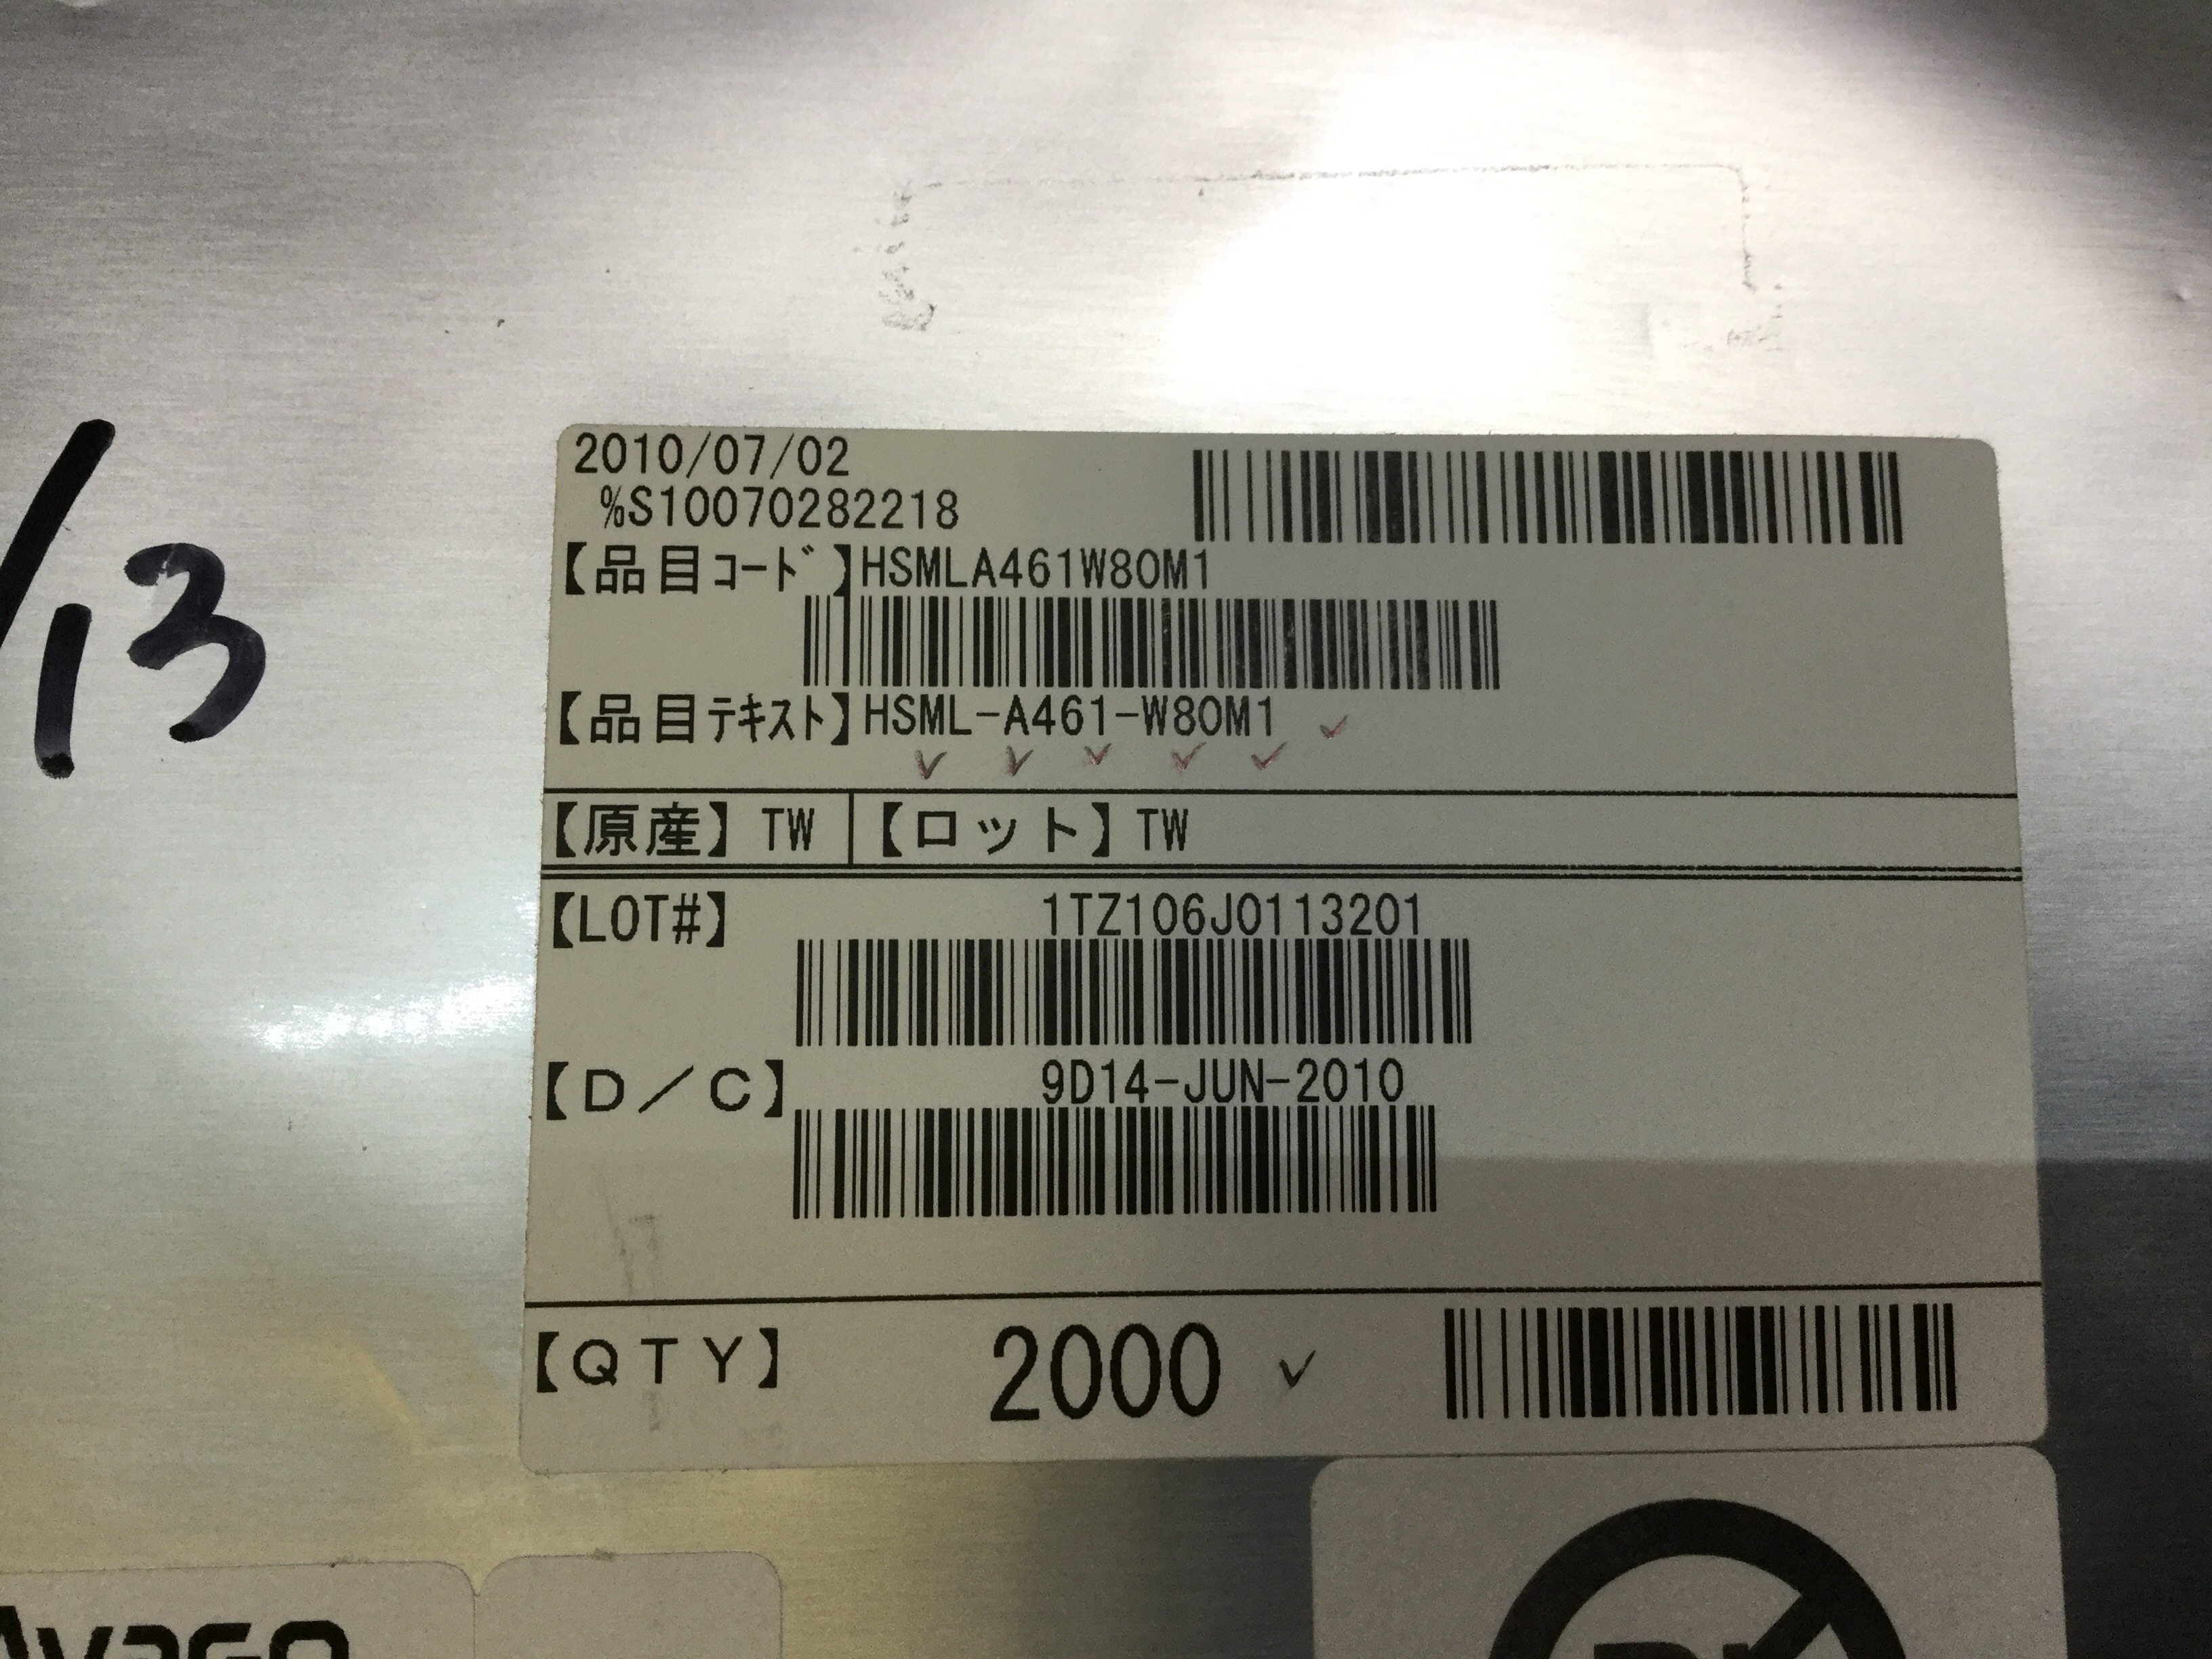 2010/07/02
%S10070282218
【品目コード】HSMLA461W80M1
【品目テキスト】HSML-A461-W80M1
【原産】TW 【ロット】TW
【LOT#】 1TZ106J0113201
【D/C】 9D14-JUN-2010
【QTY】 2000
/13
Avago